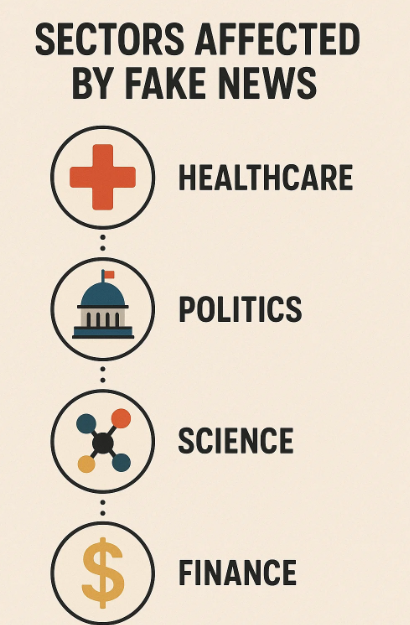 SECTORS AFFECTED
BY FAKE NEWS
HEALTHCARE
POLITICS
SCIENCE
$
FINANCE